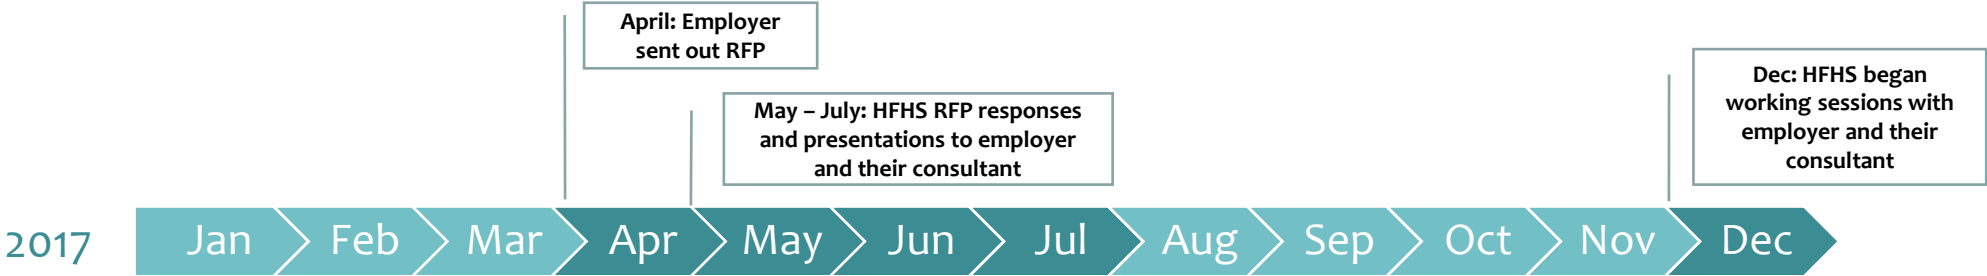 April: Employer
sent out RFP
May – July: HFHS RFP responses
and presentations to employer
and their consultant
Dec: HFHS began
working sessions with
employer and their
consultant
2017 Jan Feb Mar Apr May Jun Jul Aug Sep Oct Nov Dec